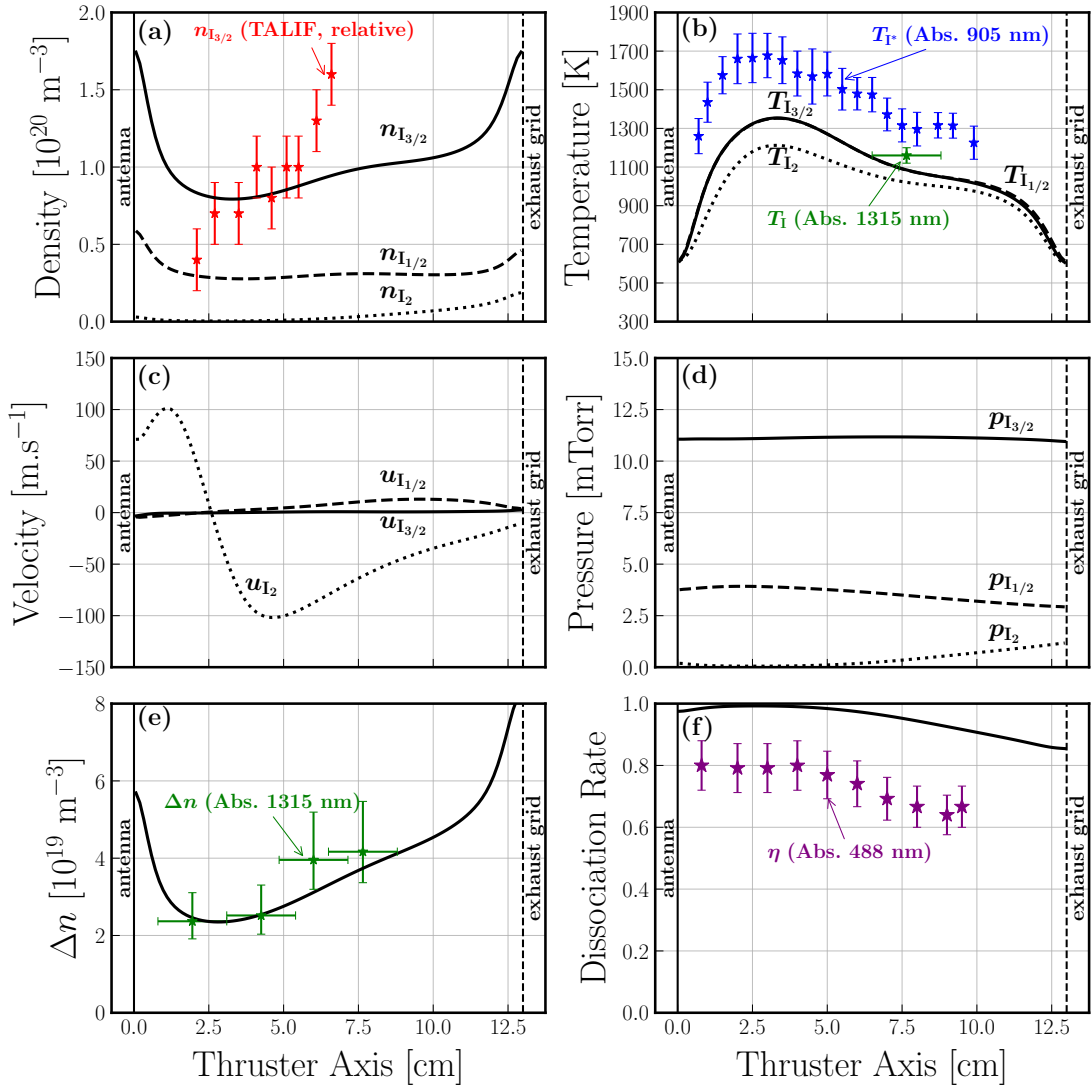 (a)
n_{I_{3/2}} (TALIF, relative)
n_{I_{3/2}}
n_{I_{1/2}}
n_{I_2}
antenna
exhaust grid
Density [10^{20} m^{−3}]
2.0
1.5
1.0
0.5
0.0
(b)
T_{I*} (Abs. 905 nm)
T_{I_{3/2}}
T_{I_2}
T_{I_{1/2}}
T_I (Abs. 1315 nm)
antenna
exhaust grid
Temperature [K]
1900
1700
1500
1300
1100
900
700
500
300
(c)
u_{I_{1/2}}
u_{I_{3/2}}
u_{I_2}
antenna
exhaust grid
Velocity [m.s^{−1}]
150
100
50
0
−50
−100
−150
(d)
p_{I_{3/2}}
p_{I_{1/2}}
p_{I_2}
antenna
exhaust grid
Pressure [mTorr]
15.0
12.5
10.0
7.5
5.0
2.5
0.0
(e)
Δn (Abs. 1315 nm)
antenna
exhaust grid
Δn [10^{19} m^{−3}]
8
6
4
2
0
0.0 2.5 5.0 7.5 10.0 12.5
Thruster Axis [cm]
(f)
η (Abs. 488 nm)
antenna
exhaust grid
Dissociation Rate
1.0
0.8
0.6
0.4
0.2
0.0
0.0 2.5 5.0 7.5 10.0 12.5
Thruster Axis [cm]